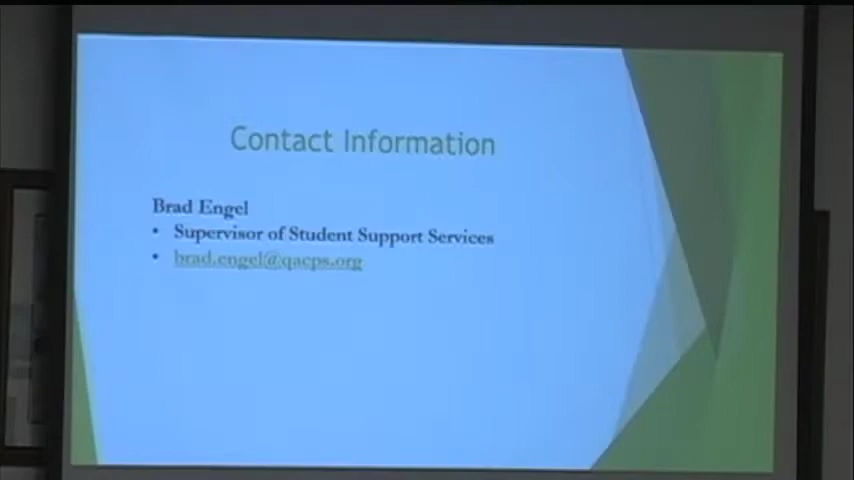 Contact Information
Brad Engel
• Supervisor of Student Support Services
• brad.engel@qacps.org